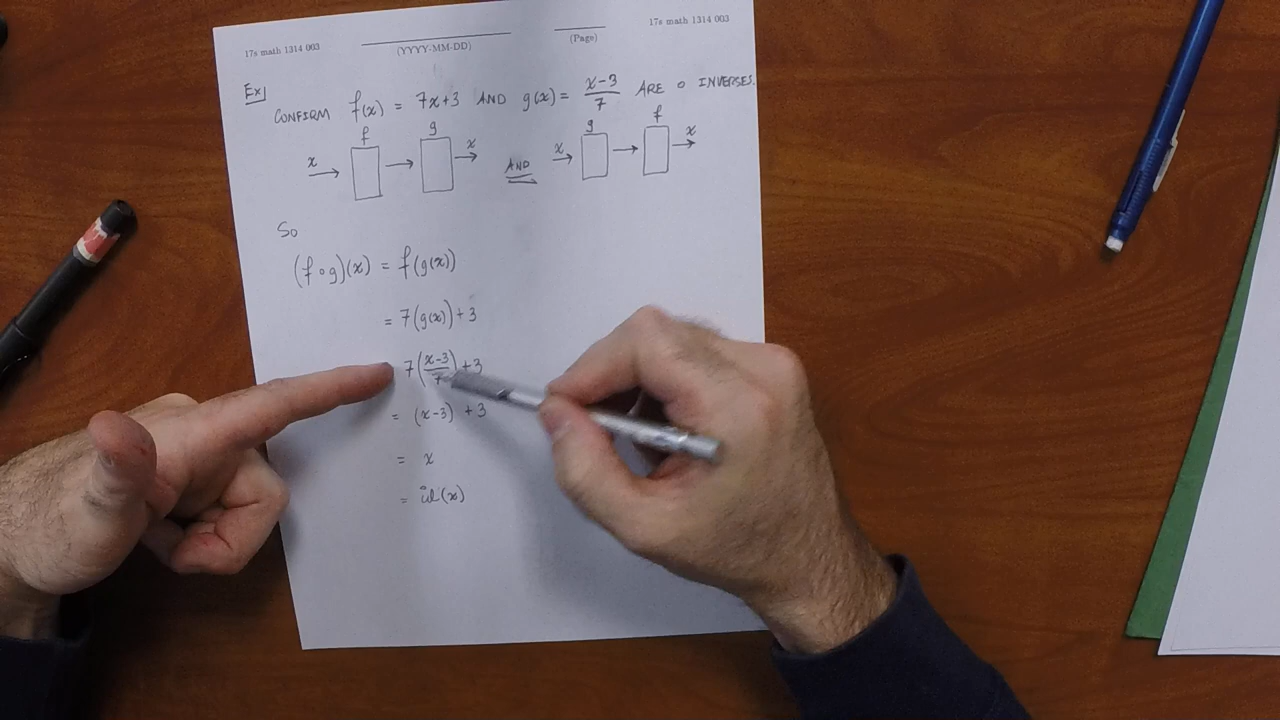 17s math 1314 003 (YYYY-MM-DD) (Page) 17s math 1314 003
Ex]
CONFIRM f(x) = 7x+3 AND g(x) = x-3/7 ARE ∘ INVERSES.
x → f → g → x AND x → g → f → x
So
(f∘g)(x) = f(g(x))
= 7(g(x)) + 3
7(x-3/7) + 3
= (x-3) + 3
= x
= id(x)